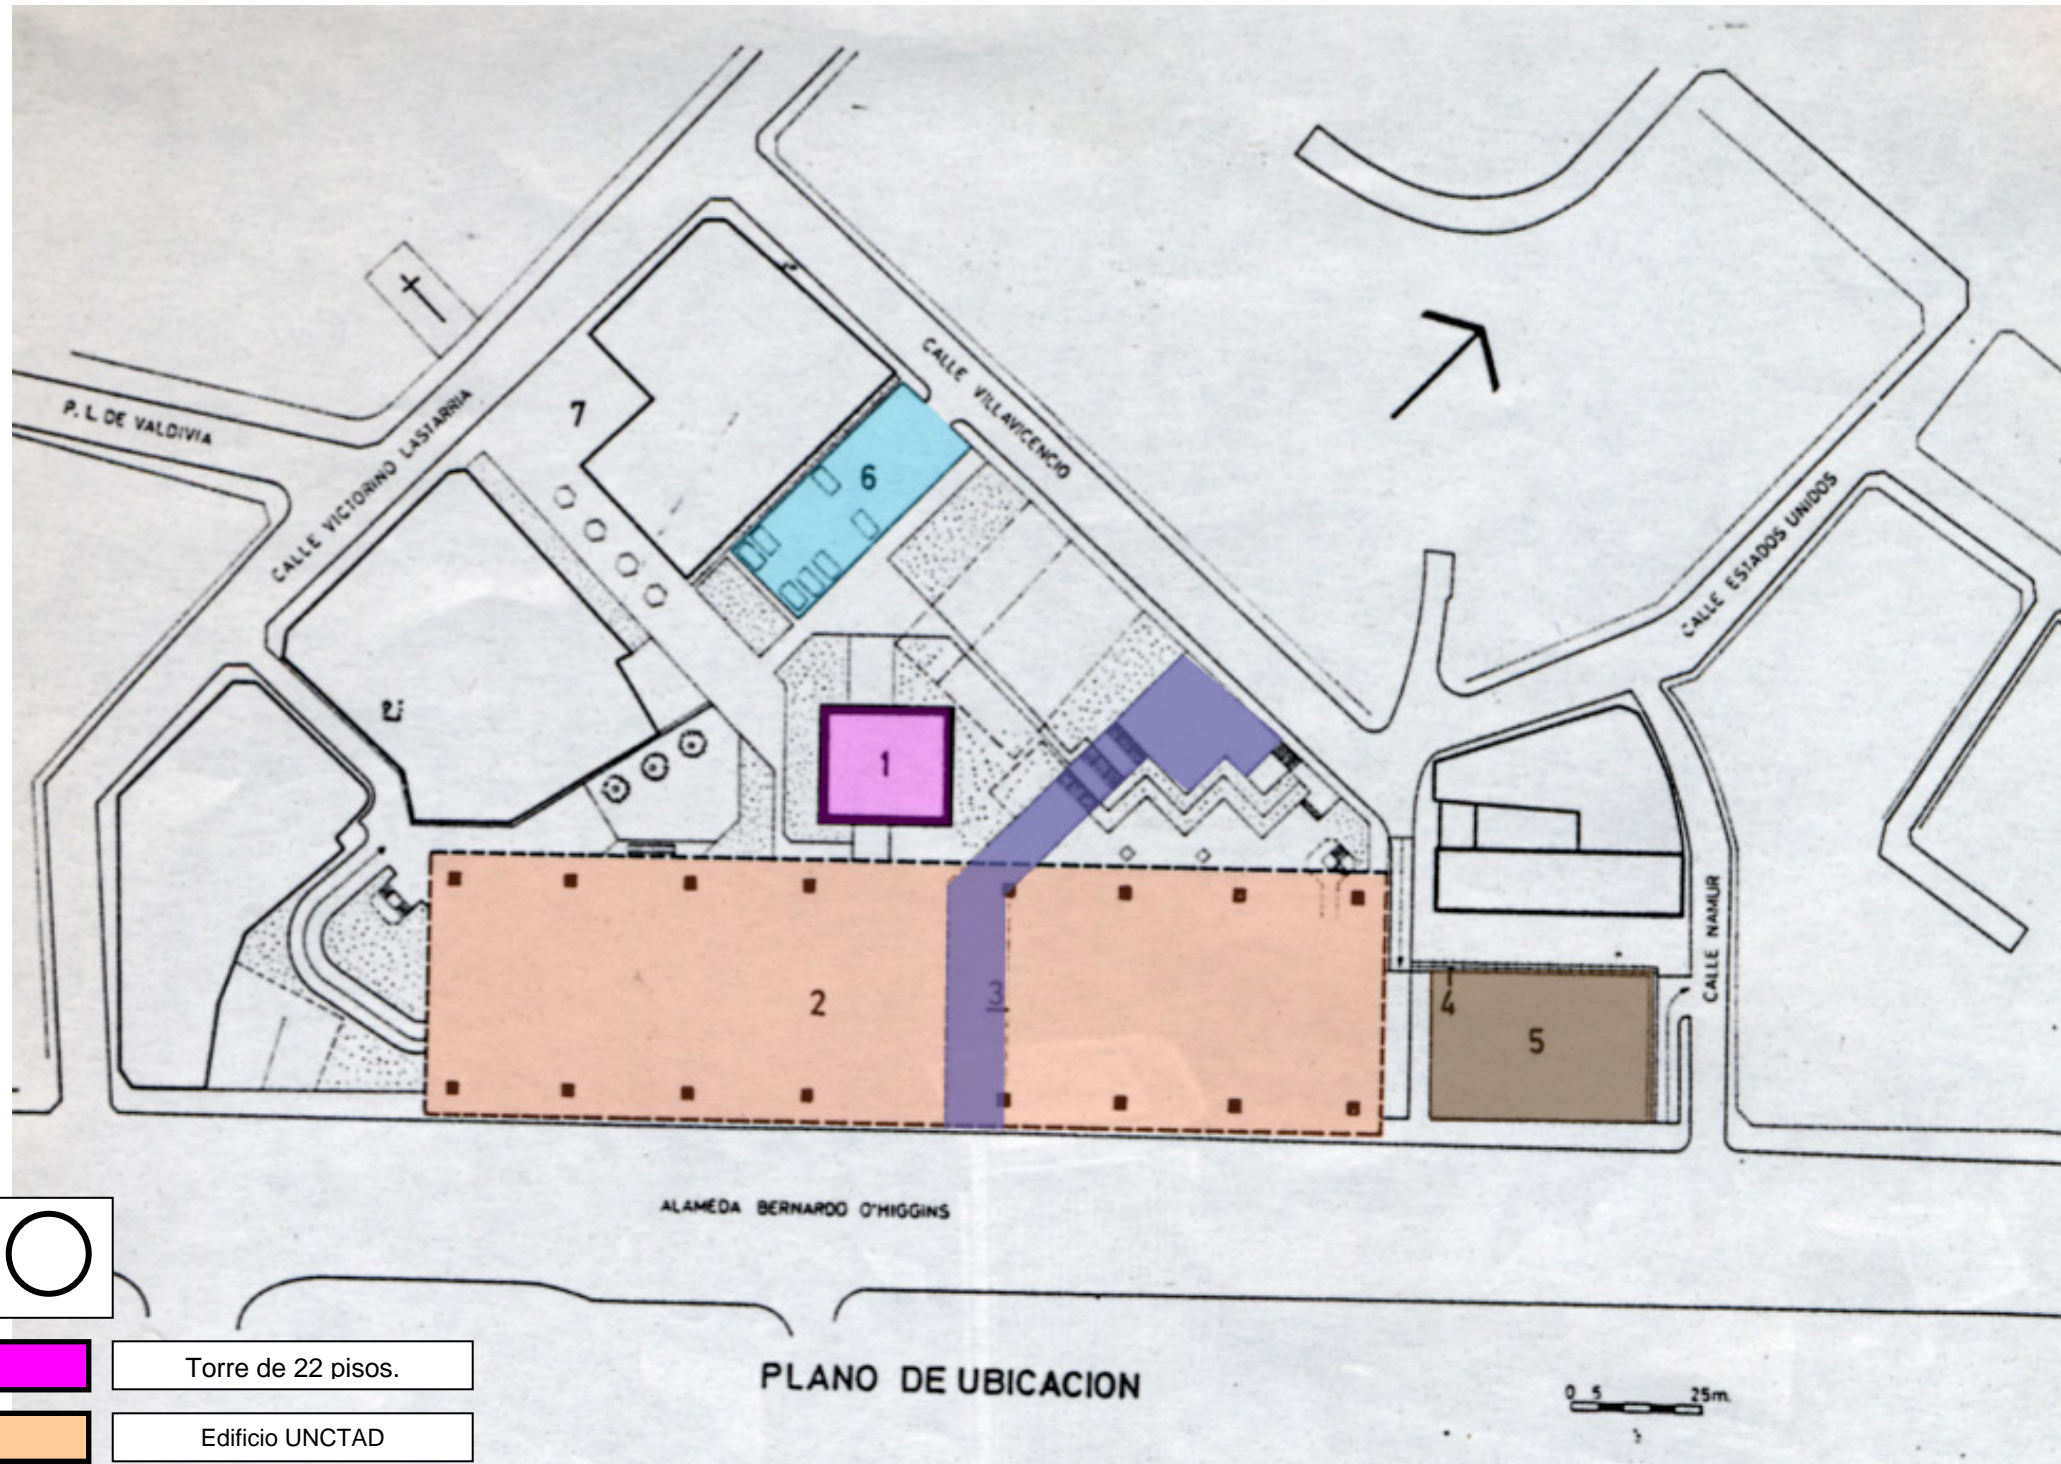 P. L. DE VALDIVIA
CALLE VICTORINO LASTARRIA
7
CALLE VILLAVICENCIO
6
CALLE ESTADOS UNIDOS
1
2
3
4
5
CALLE NAMUR
ALAMEDA BERNARDO O'HIGGINS
PLANO DE UBICACION
0 5 25m.
Torre de 22 pisos.
Edificio UNCTAD